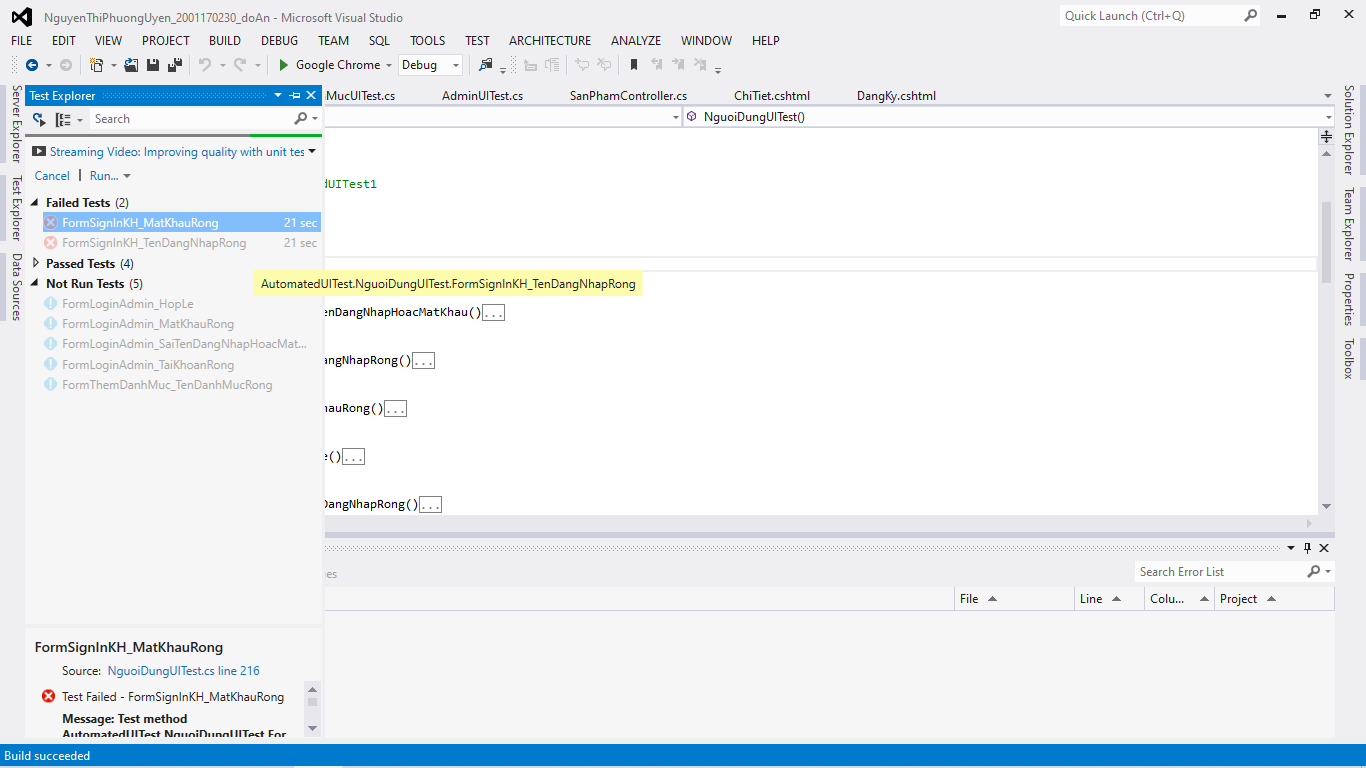 NguyenThiPhuongUyen_2001170230_doAn - Microsoft Visual Studio
Quick Launch (Ctrl+Q)
FILE EDIT VIEW PROJECT BUILD DEBUG TEAM SQL TOOLS TEST ARCHITECTURE ANALYZE WINDOW HELP
Google Chrome Debug
Server Explorer
Test Explorer
Data Sources
Test Explorer
Search
Streaming Video: Improving quality with unit tes
Cancel Run...
Failed Tests (2)
FormSignInKH_MatKhauRong 21 sec
FormSignInKH_TenDangNhapRong 21 sec
Passed Tests (4)
Not Run Tests (5)
FormLoginAdmin_HopLe
FormLoginAdmin_MatKhauRong
FormLoginAdmin_SaiTenDangNhapHoacMat...
FormLoginAdmin_TaiKhoanRong
FormThemDanhMuc_TenDanhMucRong
FormSignInKH_MatKhauRong
Source: NguoiDungUITest.cs line 216
Test Failed - FormSignInKH_MatKhauRong
Message: Test method
AutomatedUITest.NguoiDungUITest.For
MucUITest.cs AdminUITest.cs SanPhamController.cs ChiTiet.cshtml DangKy.cshtml
NguoiDungUITest()
dUITest1
AutomatedUITest.NguoiDungUITest.FormSignInKH_TenDangNhapRong
enDangNhapHoacMatKhau()...
angNhapRong()...
hauRong()...
e()...
DangNhapRong()...
es
Search Error List
File Line Colu... Project
Solution Explorer
Team Explorer
Properties
Toolbox
Build succeeded